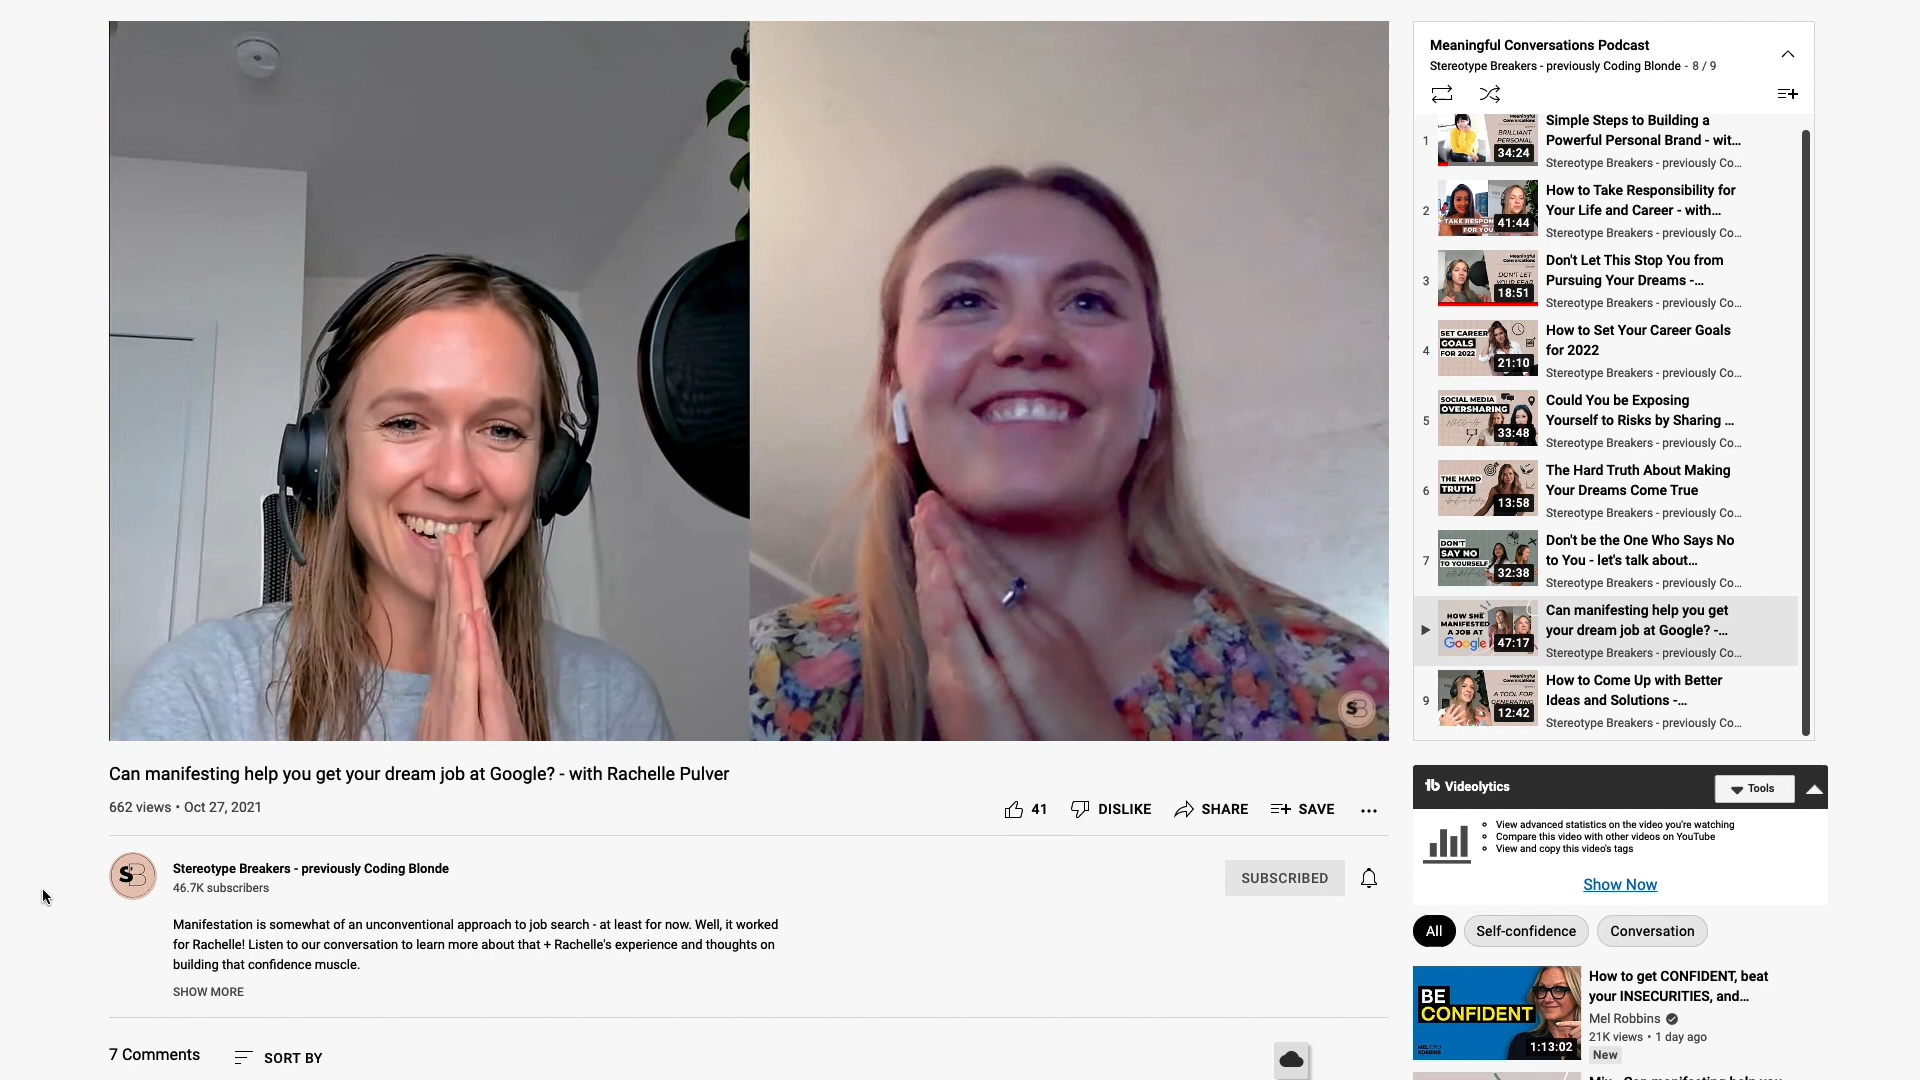 Meaningful Conversations Podcast
Stereotype Breakers - previously Coding Blonde - 8 / 9
1
34:24
Simple Steps to Building a
Powerful Personal Brand - wit...
Stereotype Breakers - previously Co...
2
41:44
How to Take Responsibility for
Your Life and Career - with...
Stereotype Breakers - previously Co...
3
18:51
Don't Let This Stop You from
Pursuing Your Dreams -...
Stereotype Breakers - previously Co...
4
SET CAREER
GOALS
FOR 2022
21:10
How to Set Your Career Goals
for 2022
Stereotype Breakers - previously Co...
5
SOCIAL MEDIA
OVERSHARING
33:48
Could You be Exposing
Yourself to Risks by Sharing ...
Stereotype Breakers - previously Co...
6
THE HARD
TRUTH
13:58
The Hard Truth About Making
Your Dreams Come True
Stereotype Breakers - previously Co...
7
DON'T
SAY NO
TO YOURSELF
32:38
Don't be the One Who Says No
to You - let's talk about...
Stereotype Breakers - previously Co...
HOW SHE
MANIFESTED
A JOB AT
Google
47:17
Can manifesting help you get
your dream job at Google? -...
Stereotype Breakers - previously Co...
9
12:42
How to Come Up with Better
Ideas and Solutions -...
Stereotype Breakers - previously Co...
SB
Can manifesting help you get your dream job at Google? - with Rachelle Pulver
662 views • Oct 27, 2021
41
DISLIKE
SHARE
SAVE
SB
Stereotype Breakers - previously Coding Blonde
46.7K subscribers
SUBSCRIBED
Manifestation is somewhat of an unconventional approach to job search - at least for now. Well, it worked
for Rachelle! Listen to our conversation to learn more about that + Rachelle's experience and thoughts on
building that confidence muscle.
SHOW MORE
7 Comments
SORT BY
tb Videolytics
Tools
View advanced statistics on the video you're watching
Compare this video with other videos on YouTube
View and copy this video's tags
Show Now
All
Self-confidence
Conversation
BE
CONFIDENT
1:13:02
How to get CONFIDENT, beat
your INSECURITIES, and...
Mel Robbins
21K views • 1 day ago
New